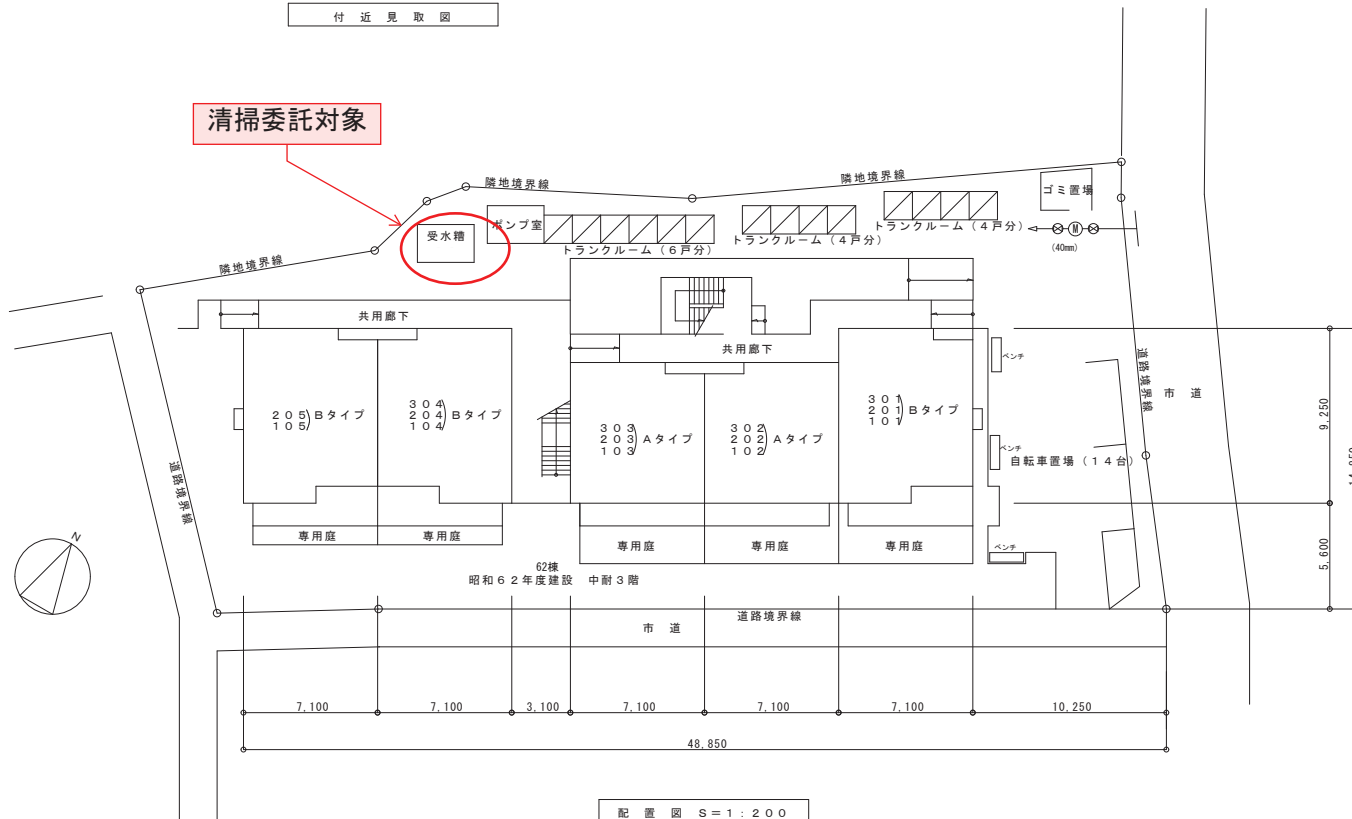 付近見取図
清掃委託対象
隣地境界線
隣地境界線
隣地境界線
ゴミ置場
ポンプ室
受水糟
トランクルーム（6戸分）
トランクルーム（4戸分）
トランクルーム（4戸分）
M
(40mm)
共用廊下
共用廊下
ベンチ
道路境界線
市道
205
105
Bタイプ
304
204
104
Bタイプ
303
203
103
Aタイプ
302
202
102
Aタイプ
301
201
101
Bタイプ
9,250
ベンチ
自転車置場（14台）
道路境界線
専用庭
専用庭
専用庭
専用庭
専用庭
ベンチ
5,600
N
62棟
昭和62年度建設 中耐3階
道路境界線
市道
7,100
7,100
3,100
7,100
7,100
7,100
10,250
48,850
配置図 S=1:200